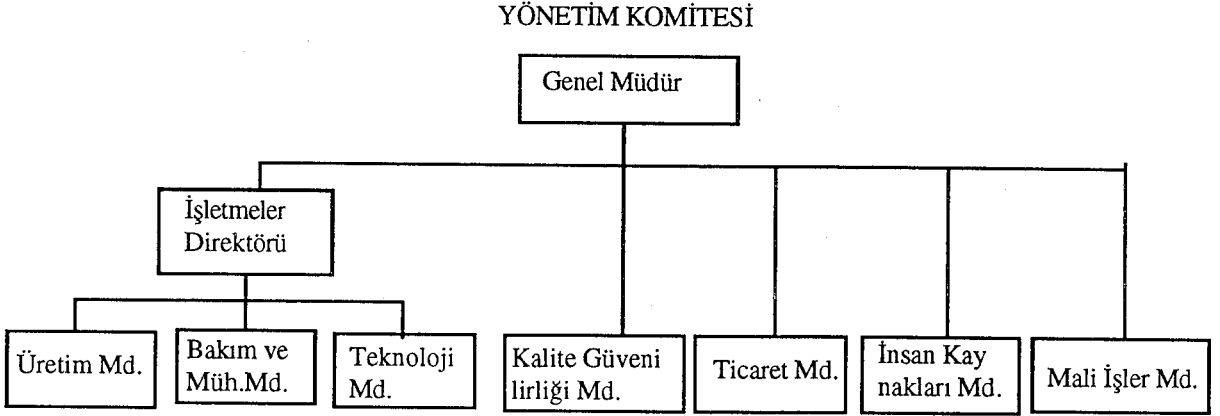 YÖNETİM KOMİTESİ
Genel Müdür
İşletmeler
Direktörü
Üretim Md.
Bakım ve
Müh.Md.
Teknoloji
Md.
Kalite Güveni
lirliği Md.
Ticaret Md.
İnsan Kay
nakları Md.
Mali İşler Md.